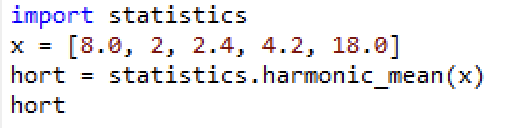 import statistics
x = [8.0, 2, 2.4, 4.2, 18.0]
hort = statistics.harmonic_mean(x)
hort